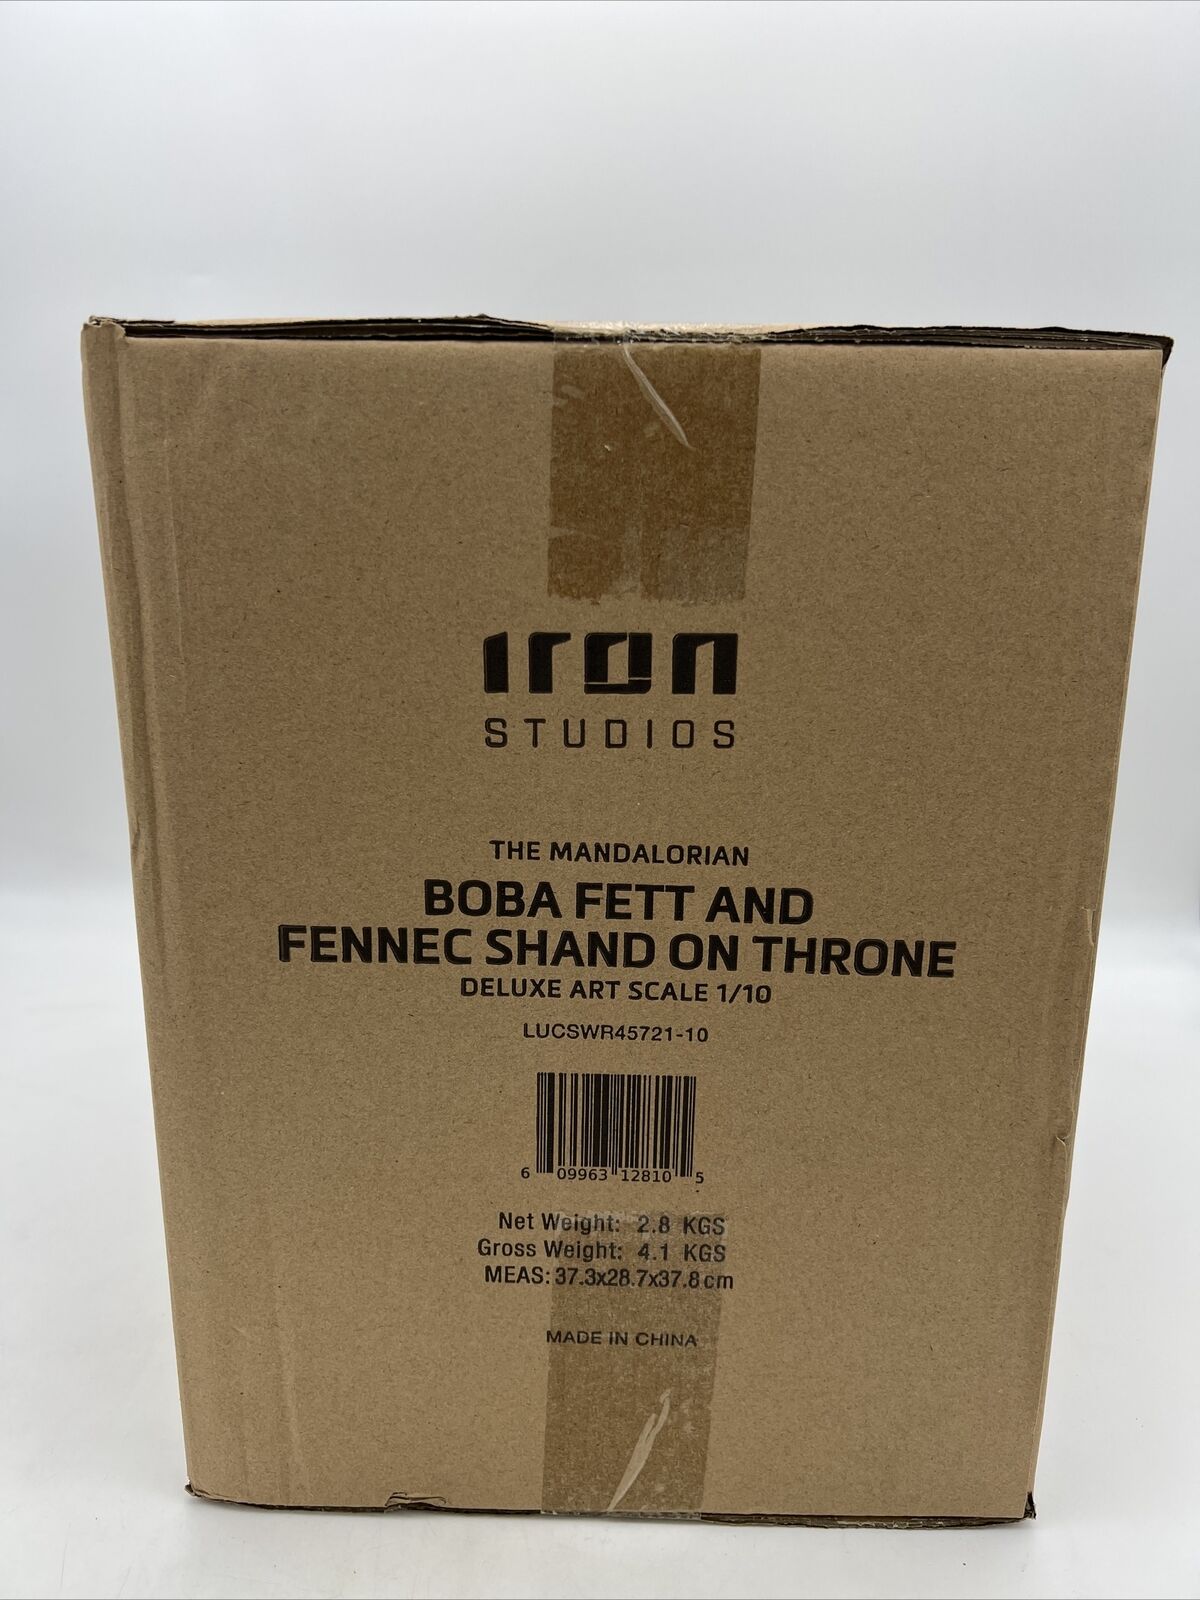 iron
STUDIOS
THE MANDALORIAN
BOBA FETT AND
FENNEC SHAND ON THRONE
DELUXE ART SCALE 1/10
LUCSWR45721-10
6 09963 12810 5
Net Weight: 2.8 KGS
Gross Weight: 4.1 KGS
MEAS: 37.3x28.7x37.8cm
MADE IN CHINA